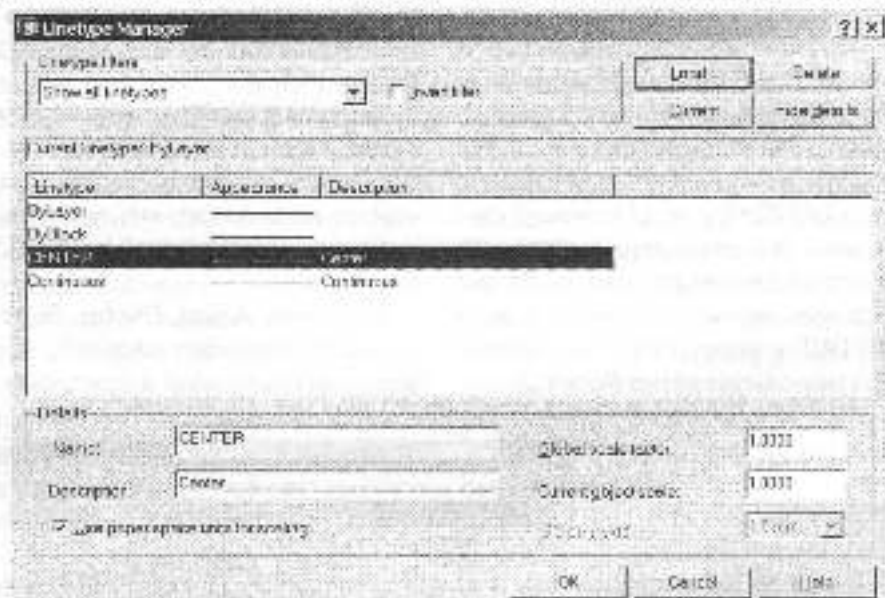 Linetype Manager
Linetype filters
Show all linetypes
Invert filter
Load...
Delete
Current
Hide details
Current Linetype: ByLayer
Linetype Appearance Description
ByLayer
ByBlock
CENTER Center
Continuous Continuous
Details
Name: CENTER
Global scale factor: 1.0000
Description: Center
Current object scale: 1.0000
Use paper space units for scaling
OK Cancel Help